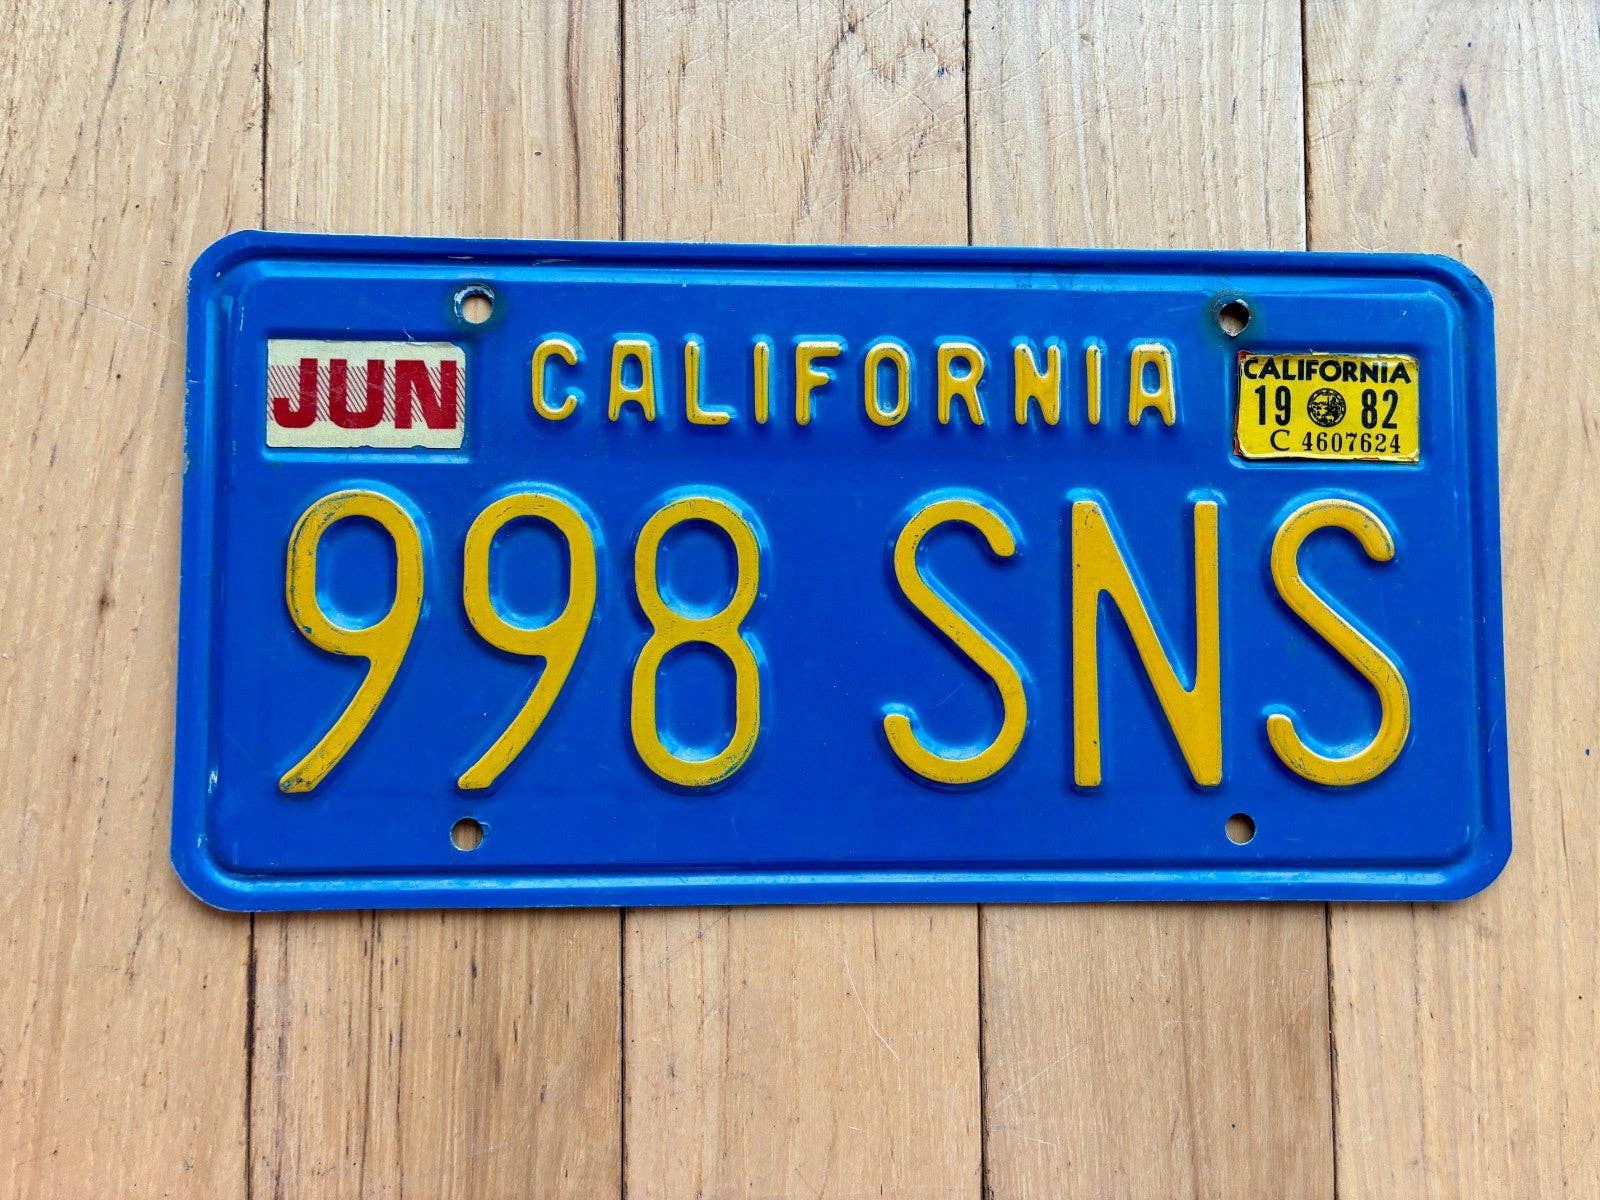 JUN
CALIFORNIA
CALIFORNIA
19 82
C 4607624
998 SNS